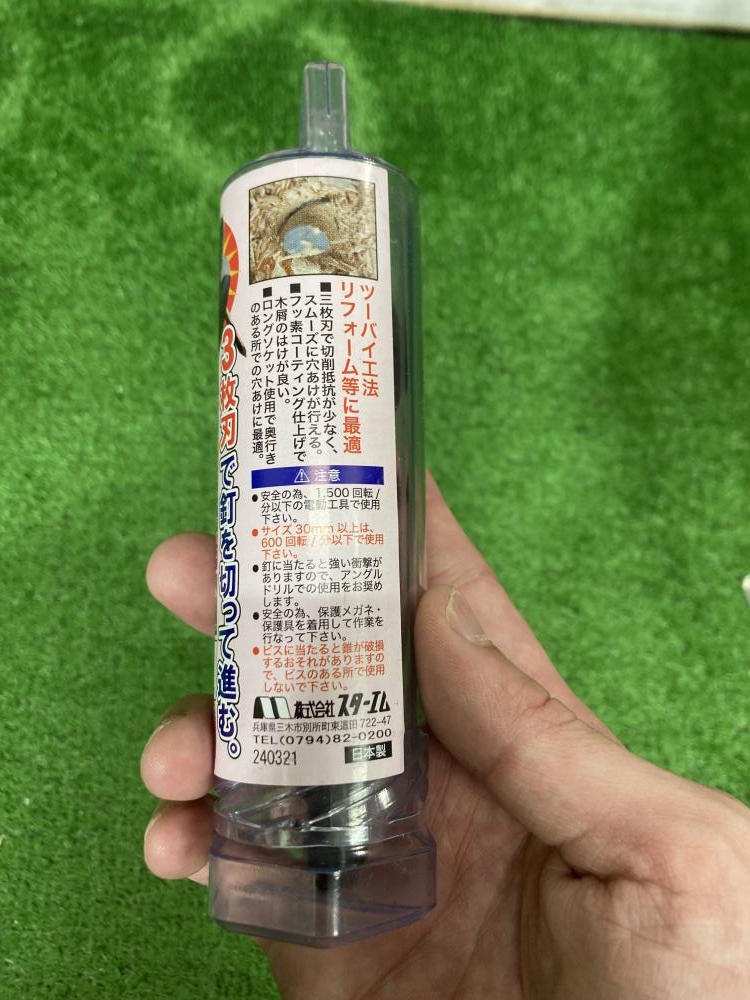 ツーバイ工法
リフォーム等に最適
■三枚刃で切削抵抗が少なく、
スムーズに穴あけが行える。
■フッ素コーティング仕上げで
木屑のはけが良い。
■ロングソケット使用で奥行き
のある所での穴あけに最適。
3枚刃で釘を切って進む。
⚠注意
●安全の為、1,500回転/
分以下の電動工具で使用
下さい。
●サイズ30mm以上は、
600回転/分以下で使用
下さい。
●釘に当たると強い衝撃が
ありますので、アングル
ドリルでの使用をお奨め
します。
●安全の為、保護メガネ・
保護具を着用して作業を
行なって下さい。
●ビスに当たると錐が破損
するおそれがありますの
で、ビスのある所で使用
しないで下さい。
株式会社スターエム
兵庫県三木市別所町東這田722-47
TEL(0794)82-0200
240321 日本製